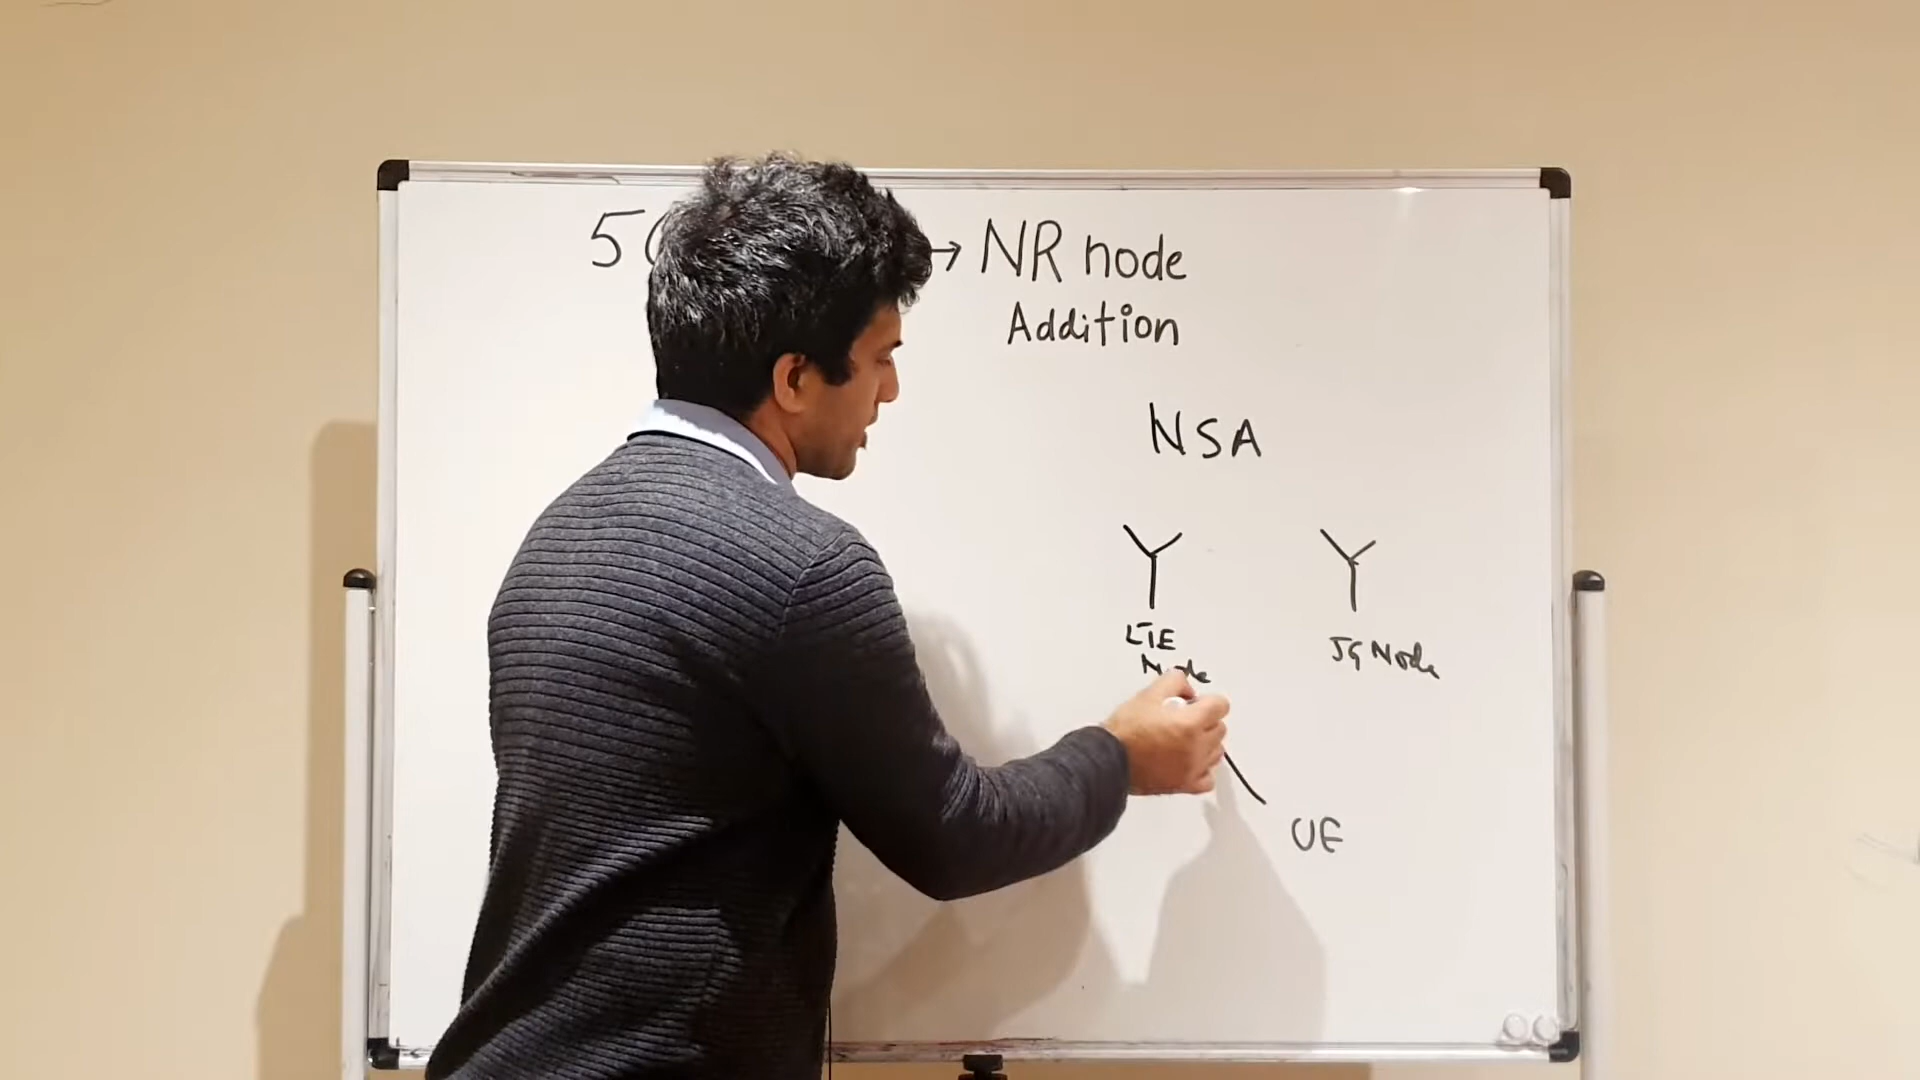 5G → NR node
Addition
NSA
LTE
Node
5G Node
UE